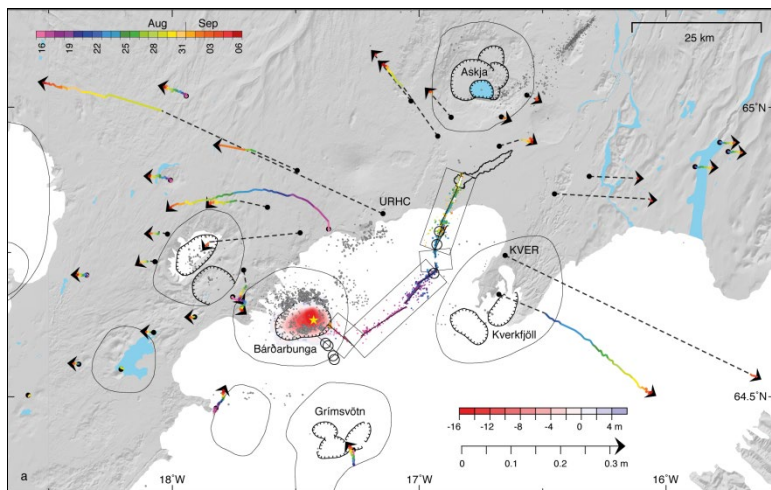 Aug Sep
16 19 22 25 28 31 03 06
25 km
Askja
65°N
URHC
KVER
Bárðarbunga
Kverkfjöll
64.5°N
Grímsvötn
-16 -12 -8 -4 0 4 m
0 0.1 0.2 0.3 m
a
18°W 17°W 16°W